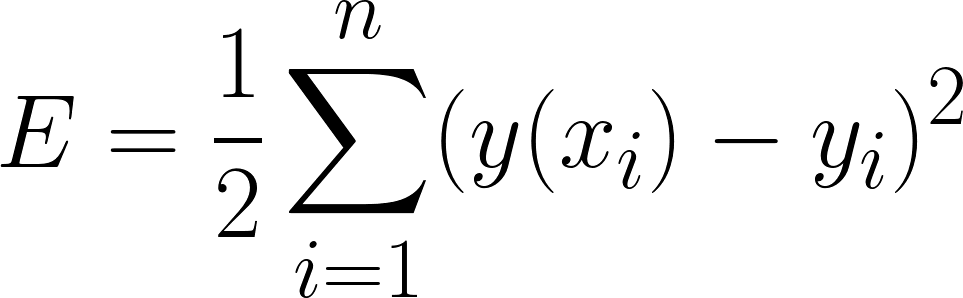 E = \frac{1}{2} \sum_{i=1}^{n} (y(x_i) - y_i)^2